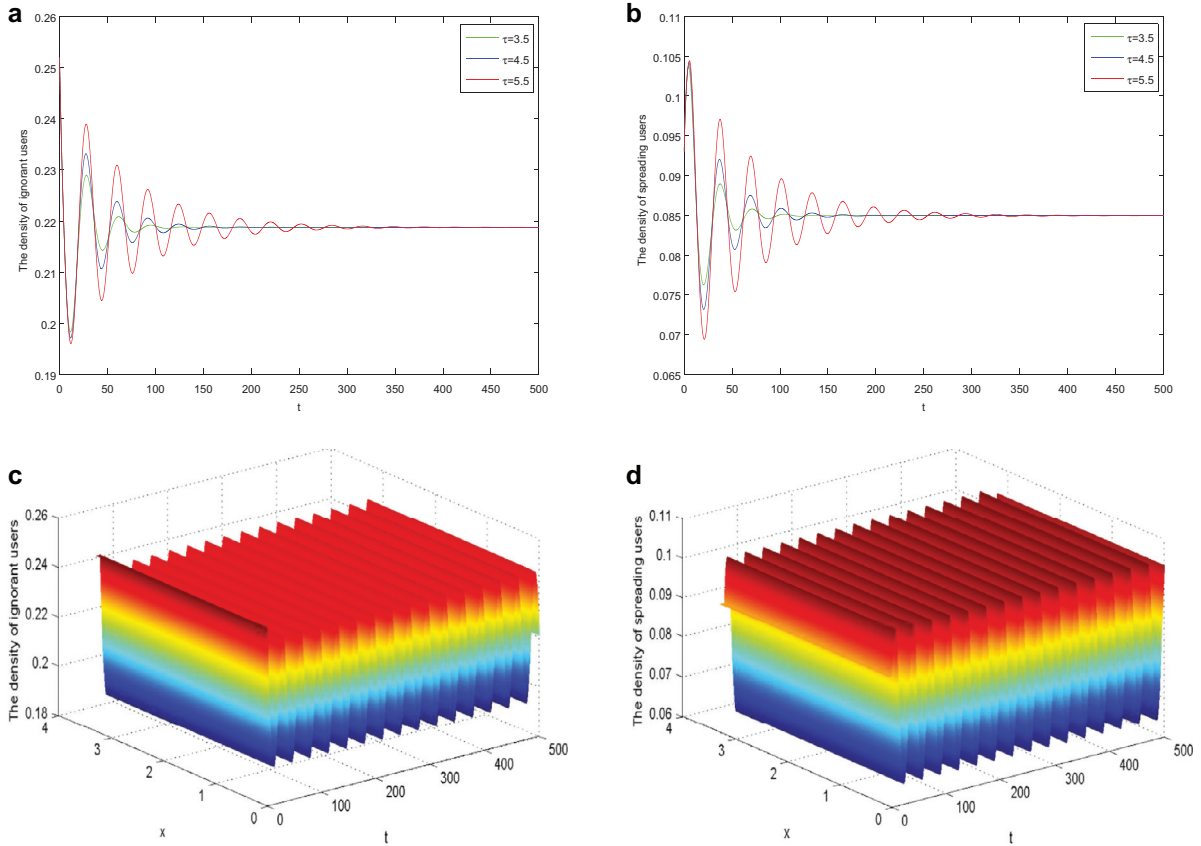 a
The density of ignorant users
0.26
0.25
0.24
0.23
0.22
0.21
0.2
0.19
0 50 100 150 200 250 300 350 400 450 500
t
τ=3.5
τ=4.5
τ=5.5
b
The density of spreading users
0.11
0.105
0.1
0.095
0.09
0.085
0.08
0.075
0.07
0.065
0 50 100 150 200 250 300 350 400 450 500
t
τ=3.5
τ=4.5
τ=5.5
c
The density of ignorant users
0.26
0.24
0.22
0.2
0.18
4
3
2
1
0
x
0
100
200
300
400
500
t
d
The density of spreading users
0.11
0.1
0.09
0.08
0.07
0.06
4
3
2
1
0
x
0
100
200
300
400
500
t